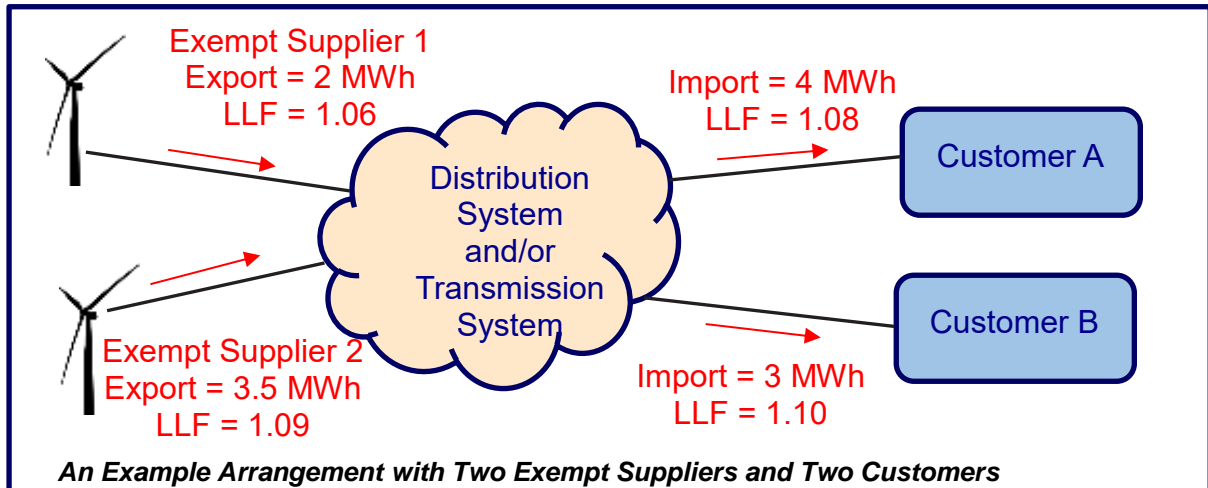 Exempt Supplier 1
Export = 2 MWh
LLF = 1.06
Import = 4 MWh
LLF = 1.08
Customer A
Distribution
System
and/or
Transmission
System
Exempt Supplier 2
Export = 3.5 MWh
LLF = 1.09
Import = 3 MWh
LLF = 1.10
Customer B
An Example Arrangement with Two Exempt Suppliers and Two Customers